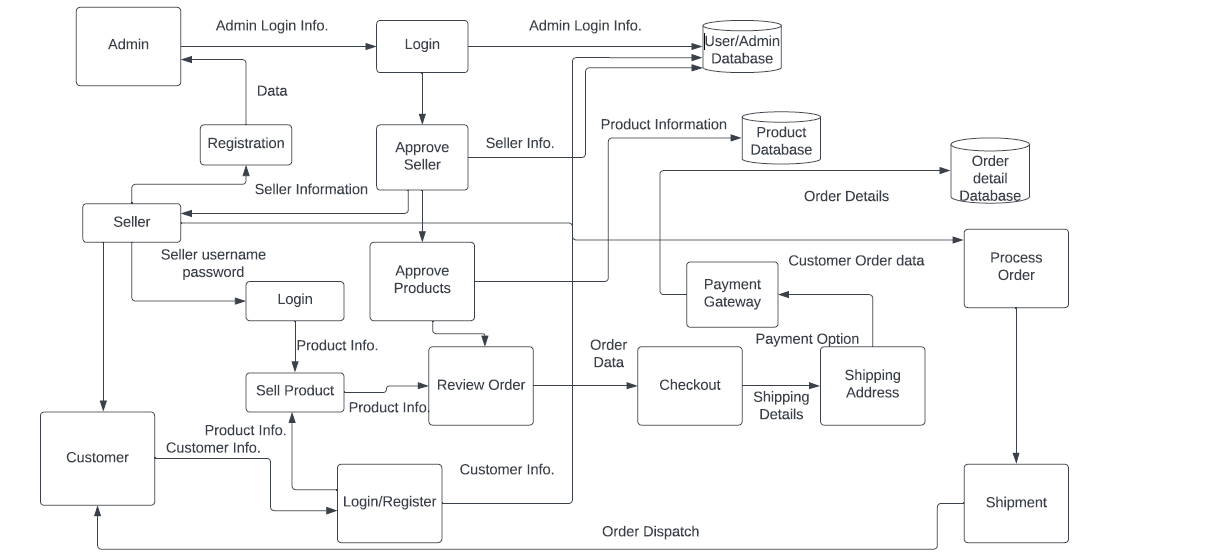 Admin Login Info.
Admin Login Info.
Admin
Login
User/Admin
Database
Data
Registration
Approve
Seller
Seller Info.
Product Information
Product
Database
Order
detail
Database
Seller Information
Order Details
Seller
Seller username
password
Approve
Products
Customer Order data
Process
Order
Login
Payment
Gateway
Product Info.
Order
Data
Payment Option
Sell Product
Review Order
Checkout
Shipping
Address
Product Info.
Shipping
Details
Product Info.
Customer Info.
Customer
Customer Info.
Login/Register
Shipment
Order Dispatch